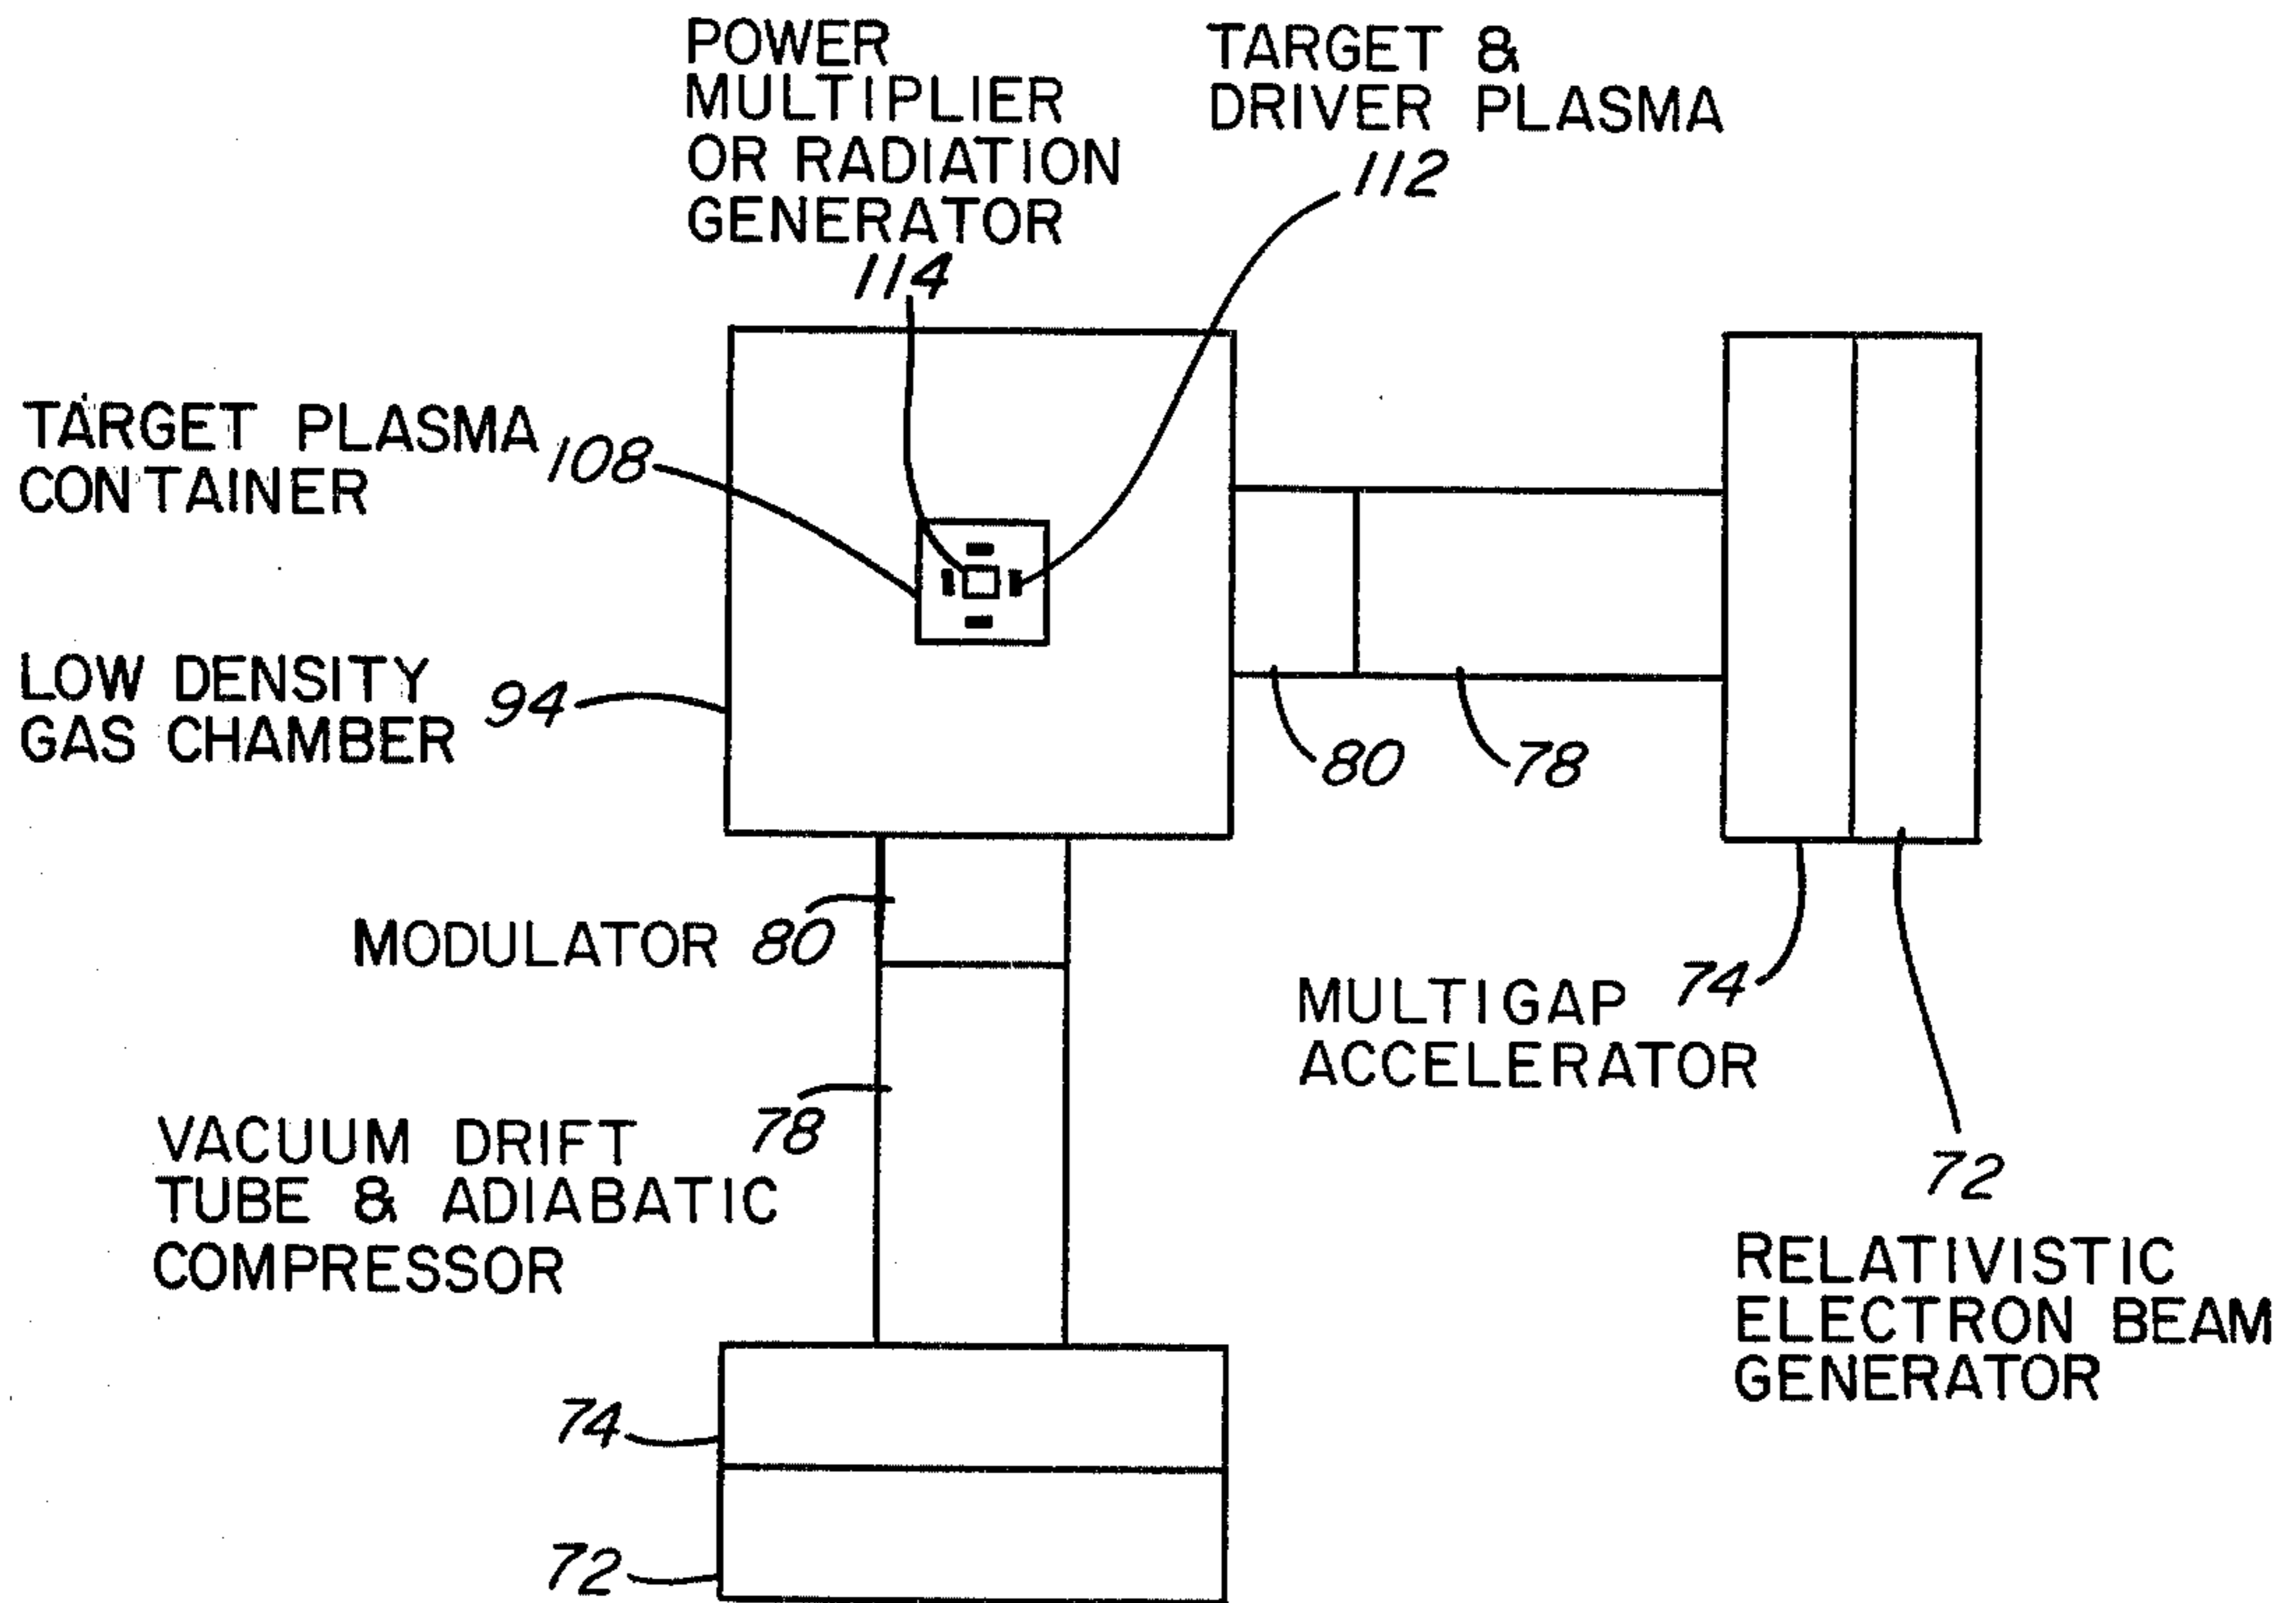 POWER
MULTIPLIER
OR RADIATION
GENERATOR
114
TARGET &
DRIVER PLASMA
112
TARGET PLASMA
CONTAINER
108
LOW DENSITY
GAS CHAMBER
94
80
78
MODULATOR 80
MULTIGAP
ACCELERATOR
74
VACUUM DRIFT
TUBE & ADIABATIC
COMPRESSOR
78
72
RELATIVISTIC
ELECTRON BEAM
GENERATOR
74
72